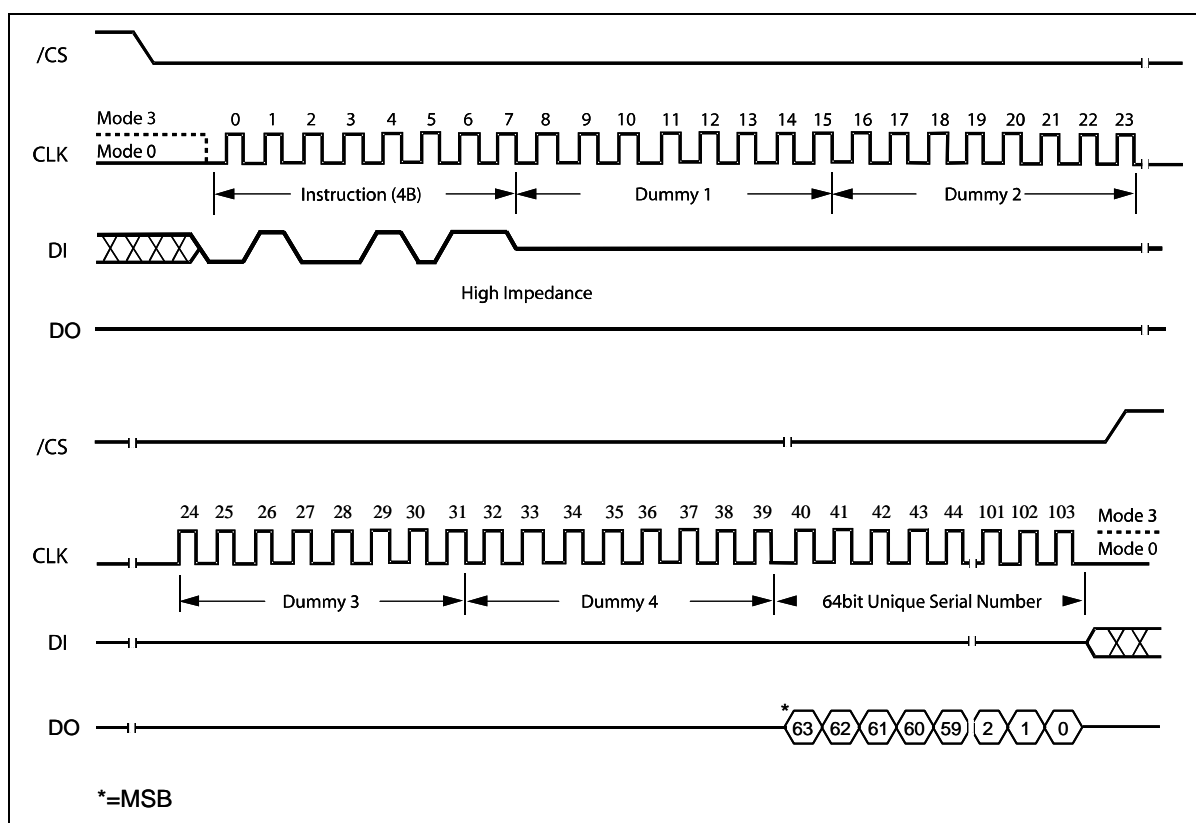 /CS
Mode 3
0 1 2 3 4 5 6 7 8 9 10 11 12 13 14 15 16 17 18 19 20 21 22 23
CLK
Mode 0
Instruction (4B)
Dummy 1
Dummy 2
DI
High Impedance
DO
/CS
24 25 26 27 28 29 30 31 32 33 34 35 36 37 38 39 40 41 42 43 44 101 102 103
Mode 3
CLK
Mode 0
Dummy 3
Dummy 4
64bit Unique Serial Number
DI
*
DO
63 62 61 60 59 2 1 0
*=MSB